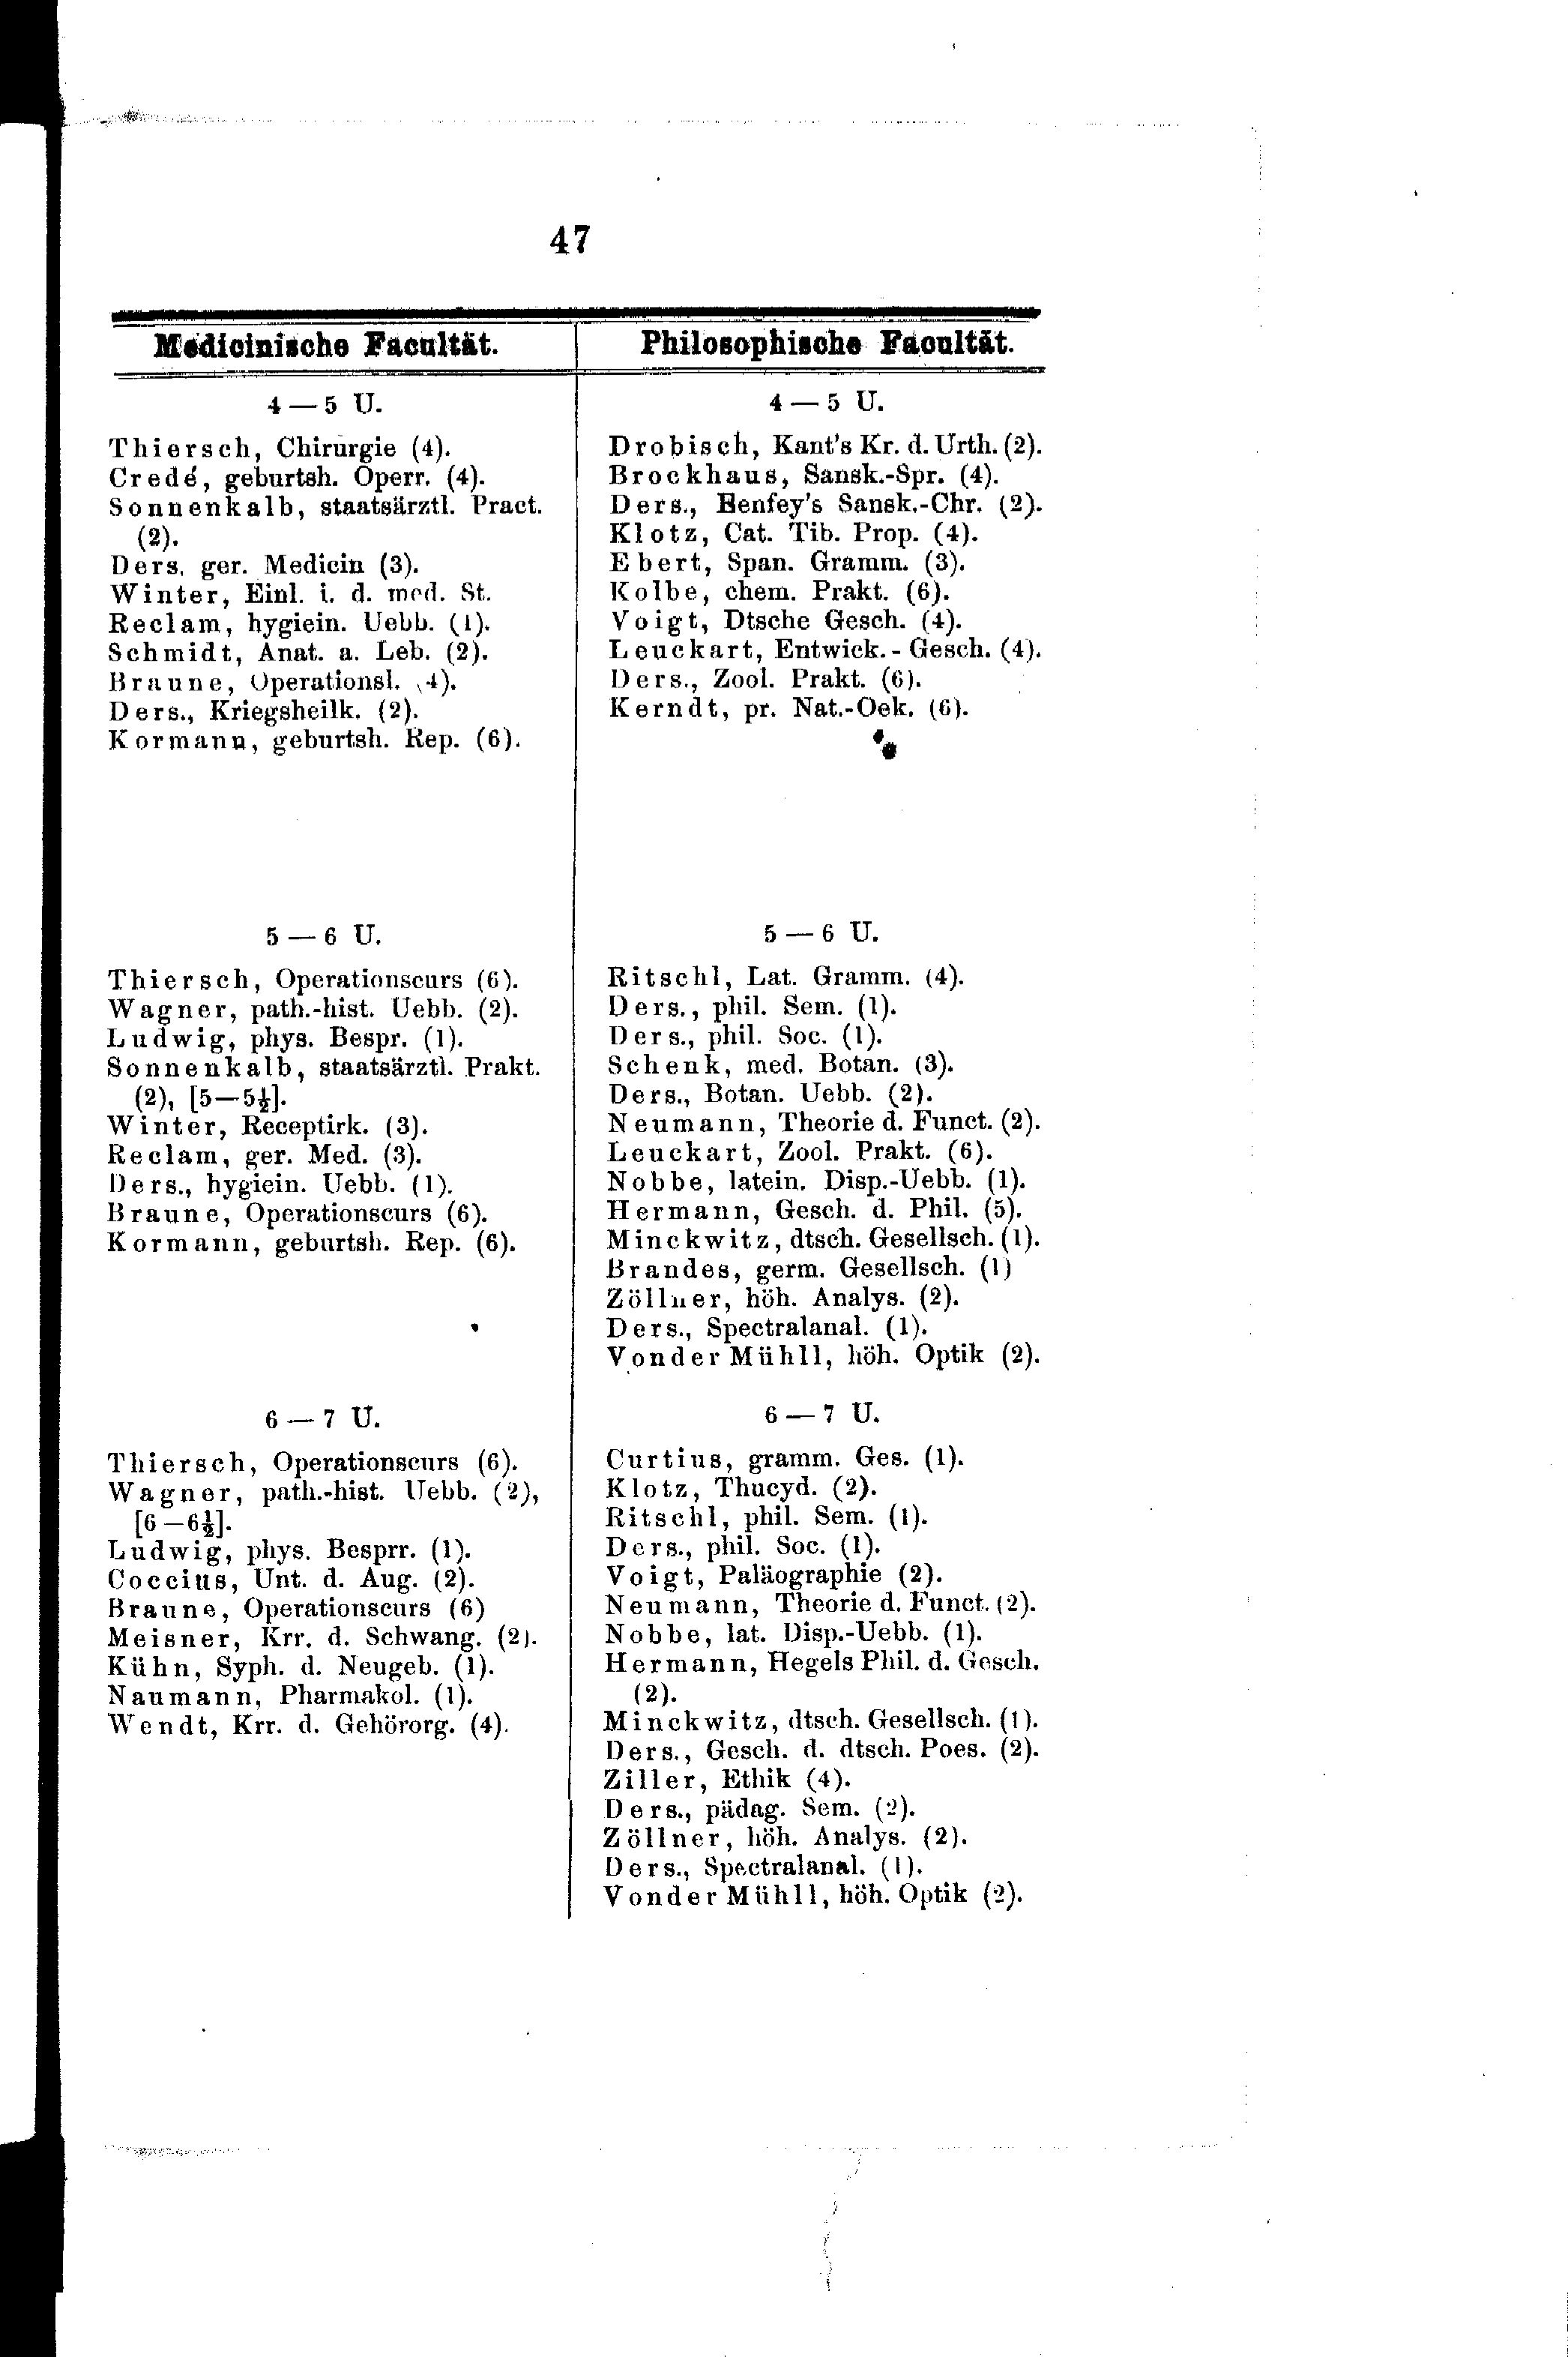 47
Medicinische Facultät.
4 — 5 U.
Thiersch, Chirurgie (4).
Credé, geburtsh. Operr. (4).
Sonnenkalb, staatsärztl. Pract.
(2).
Ders. ger. Medicin (3).
Winter, Einl. i. d. med. St.
Reclam, hygiein. Uebb. (1).
Schmidt, Anat. a. Leb. (2).
Braune, Operationsl. (4).
Ders., Kriegsheilk. (2).
Kormann, geburtsh. Rep. (6).
5 — 6 U.
Thiersch, Operationscurs (6).
Wagner, path.-hist. Uebb. (2).
Ludwig, phys. Bespr. (1).
Sonnenkalb, staatsärztl. Prakt.
(2), [5—5½].
Winter, Receptirk. (3).
Reclam, ger. Med. (3).
Ders., hygiein. Uebb. (1).
Braune, Operationscurs (6).
Kormann, geburtsh. Rep. (6).
6 — 7 U.
Thiersch, Operationscurs (6).
Wagner, path.-hist. Uebb. (2),
[6—6½].
Ludwig, phys. Besprr. (1).
Coccius, Unt. d. Aug. (2).
Braune, Operationscurs (6)
Meisner, Krr. d. Schwang. (2).
Kühn, Syph. d. Neugeb. (1).
Naumann, Pharmakol. (1).
Wendt, Krr. d. Gehörorg. (4).
Philosophische Facultät.
4 — 5 U.
Drobisch, Kant's Kr. d. Urth. (2).
Brockhaus, Sansk.-Spr. (4).
Ders., Benfey's Sansk.-Chr. (2).
Klotz, Cat. Tib. Prop. (4).
Ebert, Span. Gramm. (3).
Kolbe, chem. Prakt. (6).
Voigt, Dtsche Gesch. (4).
Leuckart, Entwick.-Gesch. (4).
Ders., Zool. Prakt. (6).
Kerndt, pr. Nat.-Oek. (6).
5 — 6 U.
Ritschl, Lat. Gramm. (4).
Ders., phil. Sem. (1).
Ders., phil. Soc. (1).
Schenk, med. Botan. (3).
Ders., Botan. Uebb. (2).
Neumann, Theorie d. Funct. (2).
Leuckart, Zool. Prakt. (6).
Nobbe, latein. Disp.-Uebb. (1).
Hermann, Gesch. d. Phil. (5).
Minckwitz, dtsch. Gesellsch. (1).
Brandes, germ. Gesellsch. (1)
Zöllner, höh. Analys. (2).
Ders., Spectralanal. (1).
Vonder Mühll, höh. Optik (2).
6 — 7 U.
Curtius, gramm. Ges. (1).
Klotz, Thucyd. (2).
Ritschl, phil. Sem. (1).
Ders., phil. Soc. (1).
Voigt, Paläographie (2).
Neumann, Theorie d. Funct. (2).
Nobbe, lat. Disp.-Uebb. (1).
Hermann, Hegels Phil. d. Gesch.
(2).
Minckwitz, dtsch. Gesellsch. (1).
Ders., Gesch. d. dtsch. Poes. (2).
Ziller, Ethik (4).
Ders., pädag. Sem. (2).
Zöllner, höh. Analys. (2).
Ders., Spectralanal. (1).
Vonder Mühll, höh. Optik (2).